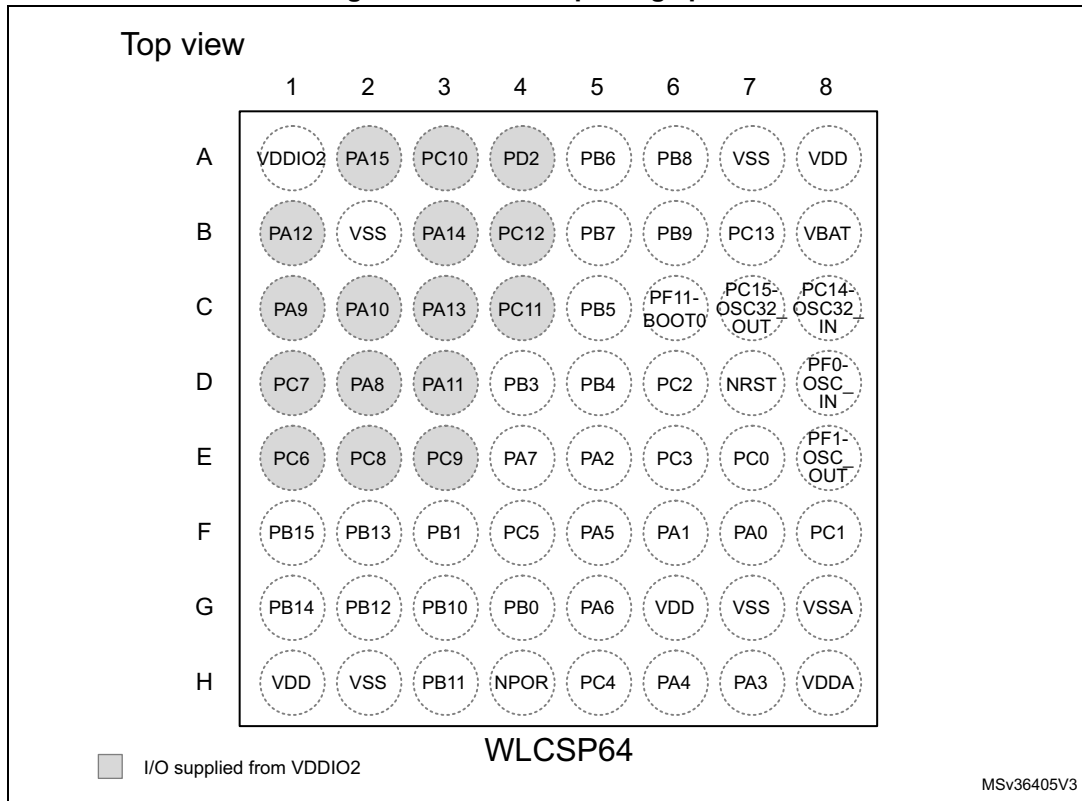 Top view
1 2 3 4 5 6 7 8
A VDDIO2 PA15 PC10 PD2 PB6 PB8 VSS VDD
B PA12 VSS PA14 PC12 PB7 PB9 PC13 VBAT
C PA9 PA10 PA13 PC11 PB5 PF11-
BOOT0 PC15-
OSC32_
OUT PC14-
OSC32_
IN
D PC7 PA8 PA11 PB3 PB4 PC2 NRST PF0-
OSC_
IN
E PC6 PC8 PC9 PA7 PA2 PC3 PC0 PF1-
OSC_
OUT
F PB15 PB13 PB1 PC5 PA5 PA1 PA0 PC1
G PB14 PB12 PB10 PB0 PA6 VDD VSS VSSA
H VDD VSS PB11 NPOR PC4 PA4 PA3 VDDA
WLCSP64
I/O supplied from VDDIO2
MSv36405V3